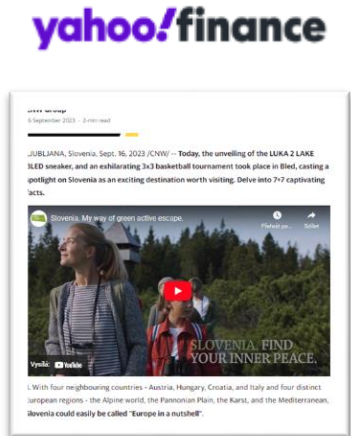 yahoo!finance
6 September 2023 · 2-min read
JUBLJANA, Slovenia, Sept. 16, 2023 /CNW/ -- Today, the unveiling of the LUKA 2 LAKE
BLED sneaker, and an exhilarating 3x3 basketball tournament took place in Bled, casting a
spotlight on Slovenia as an exciting destination worth visiting. Delve into 7+7 captivating
facts.
Slovenia. My way of green active escape.
Přehrát po...
Sdílet
SLOVENIA. FIND
YOUR INNER PEACE.
Vysílá: YouTube
. With four neighbouring countries - Austria, Hungary, Croatia, and Italy and four distinct
European regions - the Alpine world, the Pannonian Plain, the Karst, and the Mediterranean,
Slovenia could easily be called "Europe in a nutshell".